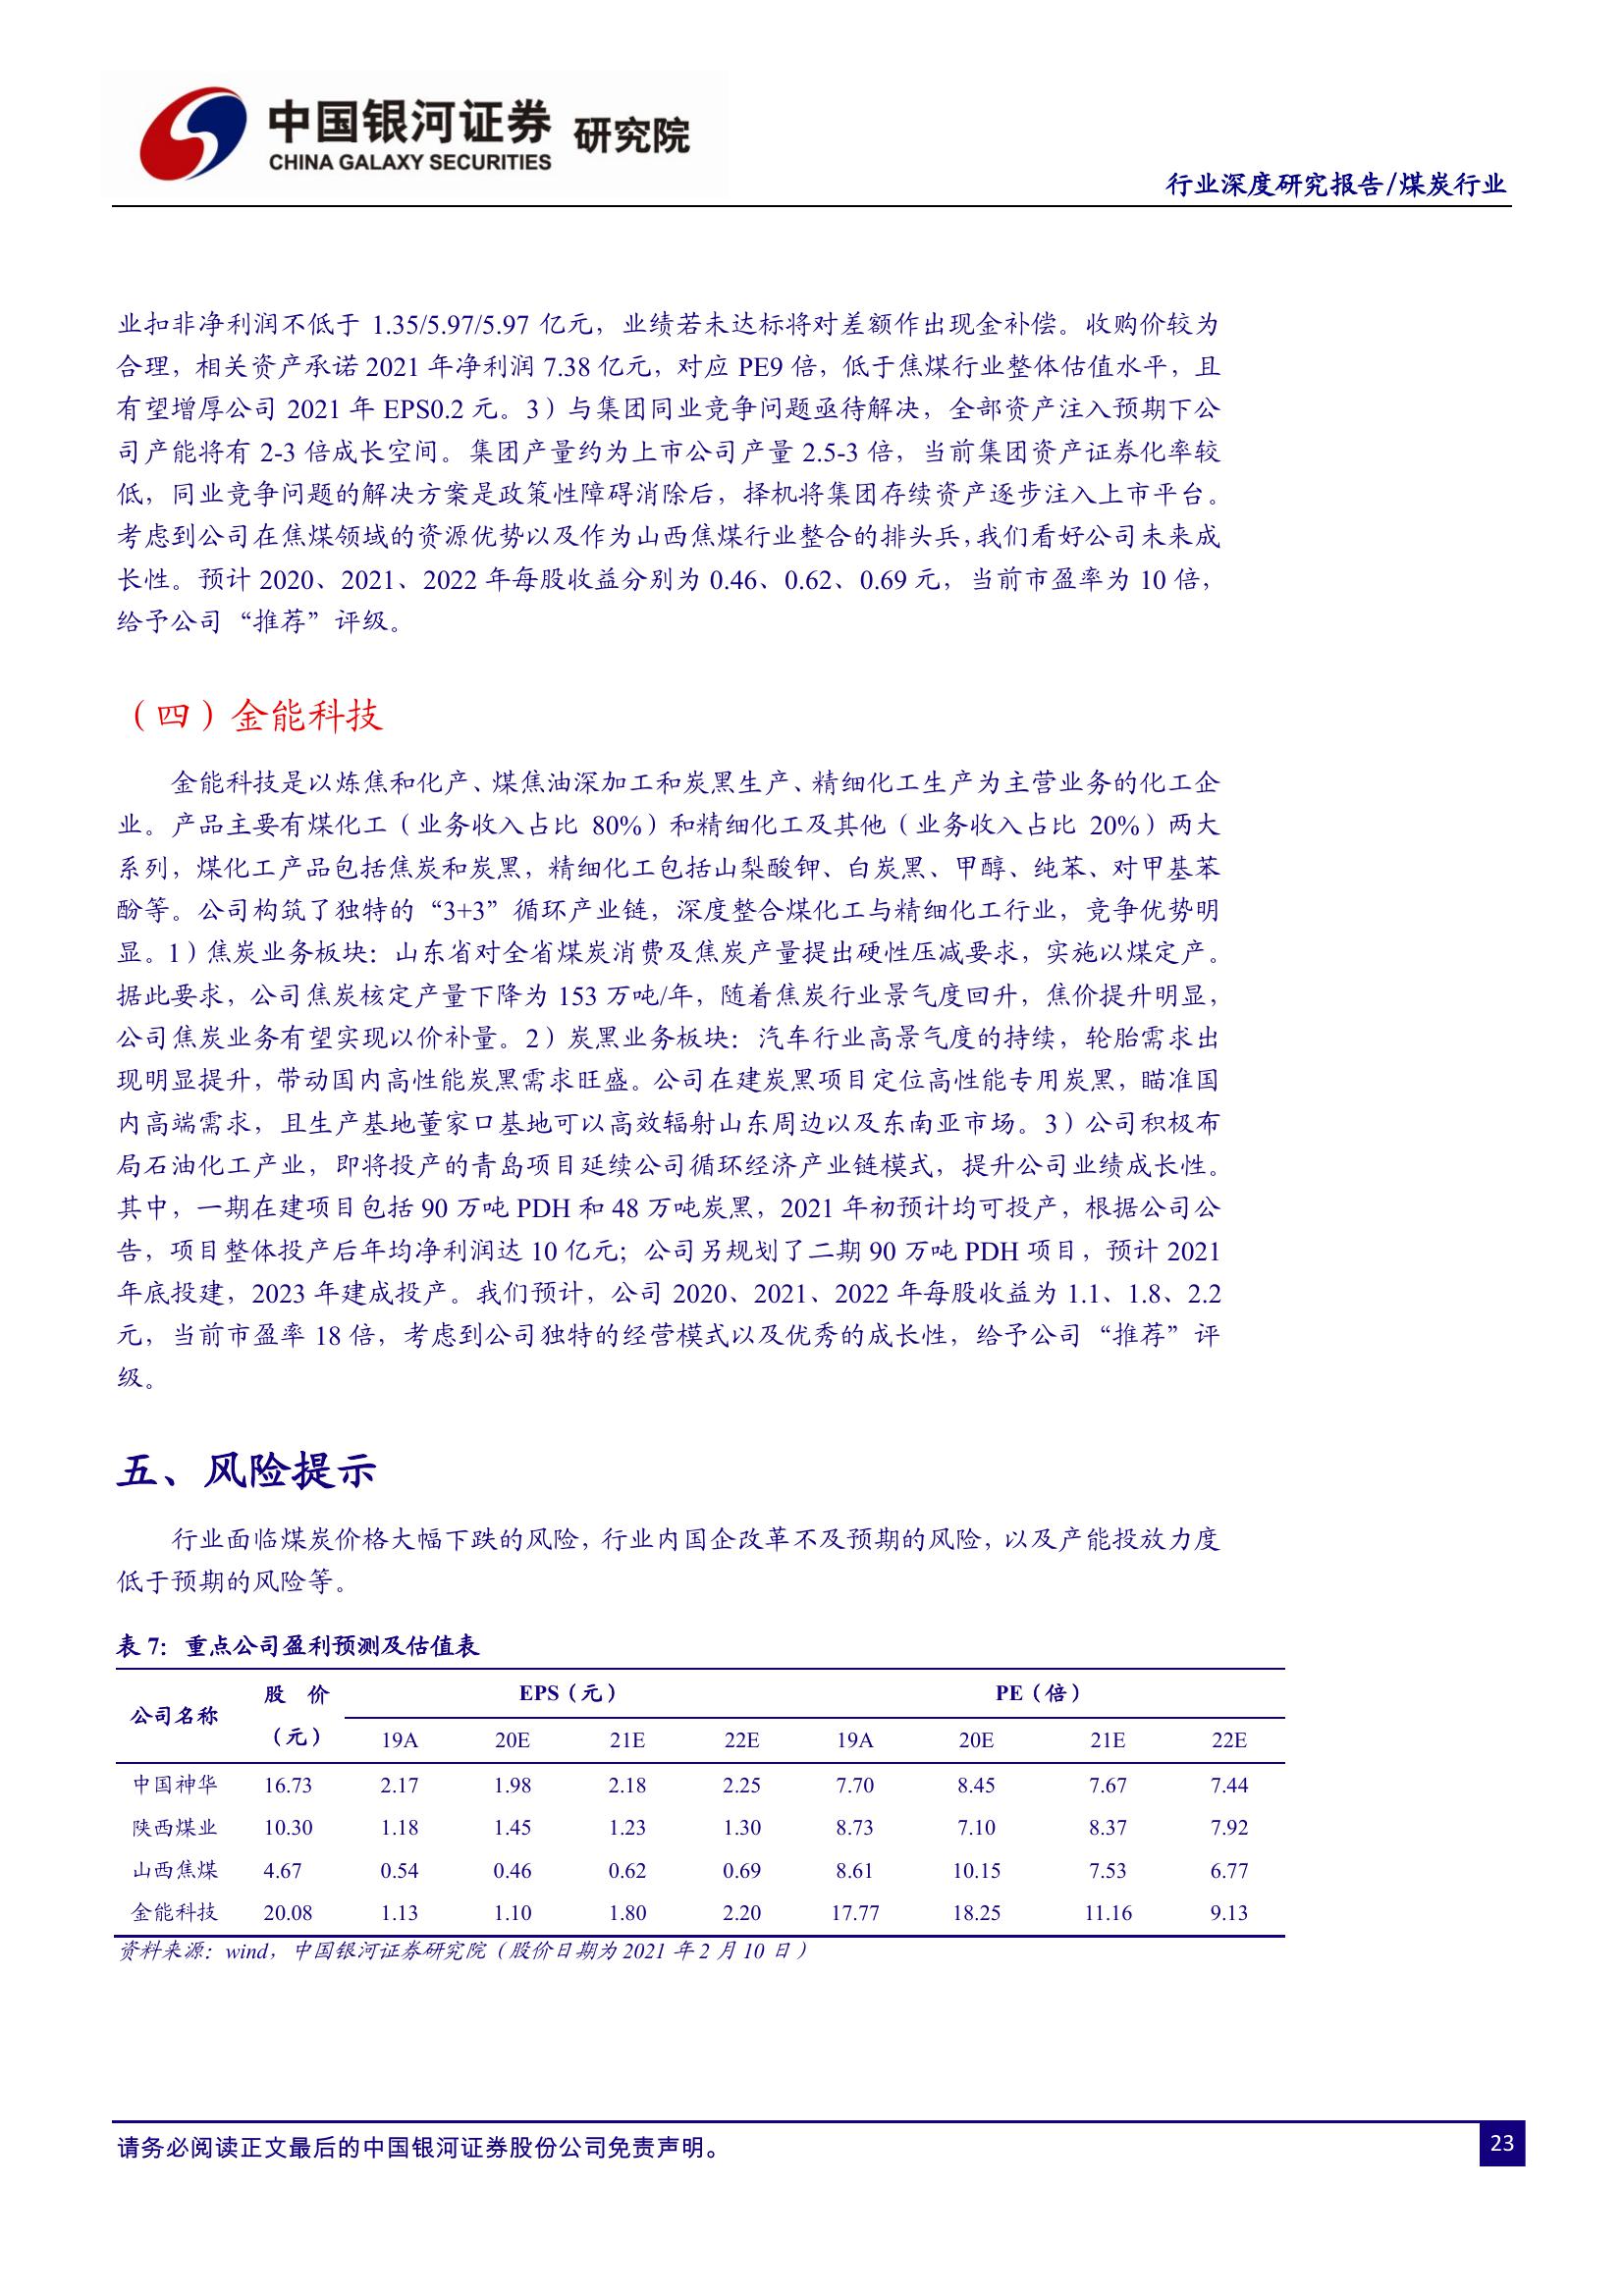 中国银河证券 研究院
CHINA GALAXY SECURITIES
行业深度研究报告/煤炭行业
业扣非净利润不低于 1.35/5.97/5.97 亿元，业绩若未达标将对差额作出现金补偿。收购价较为
合理，相关资产承诺 2021 年净利润 7.38 亿元，对应 PE9 倍，低于焦煤行业整体估值水平，且
有望增厚公司 2021 年 EPS0.2 元。3）与集团同业竞争问题亟待解决，全部资产注入预期下公
司产能将有 2-3 倍成长空间。集团产量约为上市公司产量 2.5-3 倍，当前集团资产证券化率较
低，同业竞争问题的解决方案是政策性障碍消除后，择机将集团存续资产逐步注入上市平台。
考虑到公司在焦煤领域的资源优势以及作为山西焦煤行业整合的排头兵，我们看好公司未来成
长性。预计 2020、2021、2022 年每股收益分别为 0.46、0.62、0.69 元，当前市盈率为 10 倍，
给予公司“推荐”评级。
（四）金能科技
金能科技是以炼焦和化产、煤焦油深加工和炭黑生产、精细化工生产为主营业务的化工企
业。产品主要有煤化工（业务收入占比 80%）和精细化工及其他（业务收入占比 20%）两大
系列，煤化工产品包括焦炭和炭黑，精细化工包括山梨酸钾、白炭黑、甲醇、纯苯、对甲基苯
酚等。公司构筑了独特的“3+3”循环产业链，深度整合煤化工与精细化工行业，竞争优势明
显。1）焦炭业务板块：山东省对全省煤炭消费及焦炭产量提出硬性压减要求，实施以煤定产。
据此要求，公司焦炭核定产量下降为 153 万吨/年，随着焦炭行业景气度回升，焦价提升明显，
公司焦炭业务有望实现以价补量。2）炭黑业务板块：汽车行业高景气度的持续，轮胎需求出
现明显提升，带动国内高性能炭黑需求旺盛。公司在建炭黑项目定位高性能专用炭黑，瞄准国
内高端需求，且生产基地董家口基地可以高效辐射山东周边以及东南亚市场。3）公司积极布
局石油化工产业，即将投产的青岛项目延续公司循环经济产业链模式，提升公司业绩成长性。
其中，一期在建项目包括 90 万吨 PDH 和 48 万吨炭黑，2021 年初预计均可投产，根据公司公
告，项目整体投产后年均净利润达 10 亿元；公司另规划了二期 90 万吨 PDH 项目，预计 2021
年底投建，2023 年建成投产。我们预计，公司 2020、2021、2022 年每股收益为 1.1、1.8、2.2
元，当前市盈率 18 倍，考虑到公司独特的经营模式以及优秀的成长性，给予公司“推荐”评
级。
五、风险提示
行业面临煤炭价格大幅下跌的风险，行业内国企改革不及预期的风险，以及产能投放力度
低于预期的风险等。
表 7：重点公司盈利预测及估值表
公司名称 股 价（元） EPS（元） PE（倍）
19A 20E 21E 22E 19A 20E 21E 22E
中国神华 16.73 2.17 1.98 2.18 2.25 7.70 8.45 7.67 7.44
陕西煤业 10.30 1.18 1.45 1.23 1.30 8.73 7.10 8.37 7.92
山西焦煤 4.67 0.54 0.46 0.62 0.69 8.61 10.15 7.53 6.77
金能科技 20.08 1.13 1.10 1.80 2.20 17.77 18.25 11.16 9.13
资料来源：wind，中国银河证券研究院（股价日期为 2021 年 2 月 10 日）
请务必阅读正文最后的中国银河证券股份公司免责声明。
23